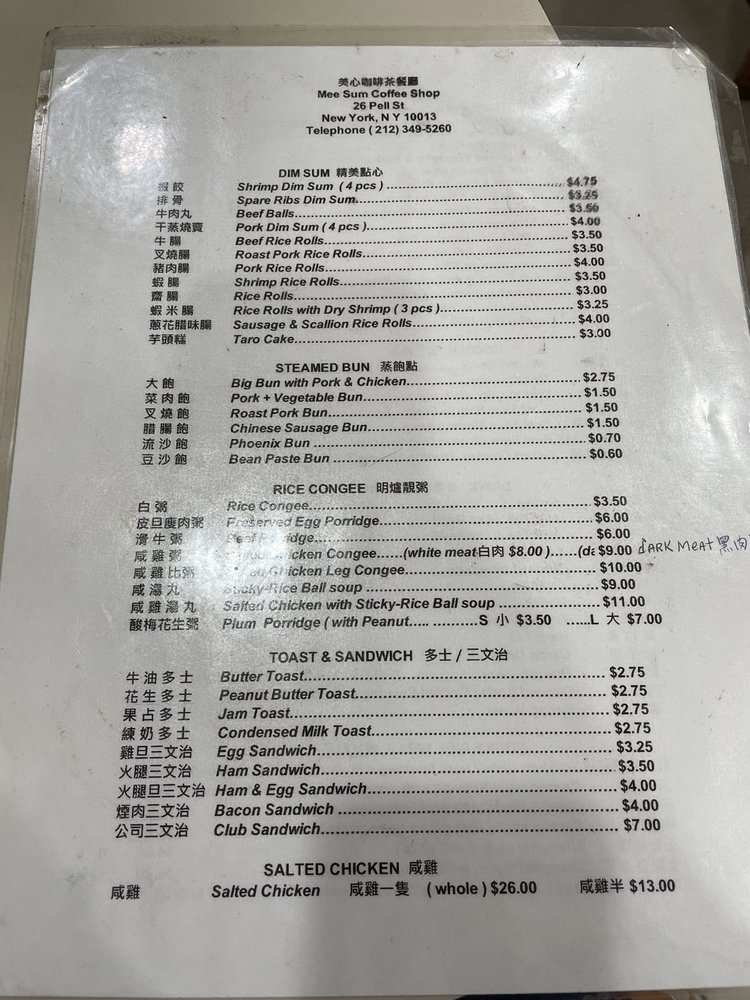 美心咖啡茶餐廳
Mee Sum Coffee Shop
26 Pell St
New York, N Y 10013
Telephone ( 212) 349-5260
DIM SUM 精美點心
蝦 餃 Shrimp Dim Sum ( 4 pcs ) $4.75
排 骨 Spare Ribs Dim Sum $3.25
牛肉丸 Beef Balls $3.50
干蒸燒賣 Pork Dim Sum ( 4 pcs ) $4.00
牛 腸 Beef Rice Rolls $3.50
叉燒腸 Roast Pork Rice Rolls $3.50
豬肉腸 Pork Rice Rolls $4.00
蝦 腸 Shrimp Rice Rolls $3.50
齋 腸 Rice Rolls $3.00
蝦 米 腸 Rice Rolls with Dry Shrimp ( 3 pcs ) $3.25
蔥花腊味腸 Sausage & Scallion Rice Rolls $4.00
芋頭糕 Taro Cake $3.00
STEAMED BUN 蒸飽點
大 飽 Big Bun with Pork & Chicken $2.75
菜 肉 飽 Pork + Vegetable Bun $1.50
叉 燒 飽 Roast Pork Bun $1.50
腊 腸 飽 Chinese Sausage Bun $1.50
流 沙 飽 Phoenix Bun $0.70
豆 沙 飽 Bean Paste Bun $0.60
RICE CONGEE 明爐靚粥
白 粥 Rice Congee $3.50
皮旦瘦肉粥 Preserved Egg Porridge $6.00
滑 牛 粥 Beef Porridge $6.00
咸 雞 粥 Chicken Congee......(white meat白肉 $8.00 )......(da $9.00 dARK MeAt 黑肉
咸 雞 比 粥 Chicken Leg Congee $10.00
咸 湯 丸 Sticky-Rice Ball soup $9.00
咸 雞 湯 丸 Salted Chicken with Sticky-Rice Ball soup $11.00
酸梅花生粥 Plum Porridge ( with Peanut..... ...........S 小 $3.50 ......L 大 $7.00
TOAST & SANDWICH 多士 / 三文治
牛 油 多 士 Butter Toast $2.75
花 生 多 士 Peanut Butter Toast $2.75
果 占 多 士 Jam Toast $2.75
練 奶 多 士 Condensed Milk Toast $2.75
雞旦三文治 Egg Sandwich $3.25
火腿三文治 Ham Sandwich $3.50
火腿旦三文治 Ham & Egg Sandwich $4.00
煙肉三文治 Bacon Sandwich $4.00
公司三文治 Club Sandwich $7.00
SALTED CHICKEN 咸雞
咸雞 Salted Chicken 咸雞一隻 ( whole ) $26.00 咸雞半 $13.00